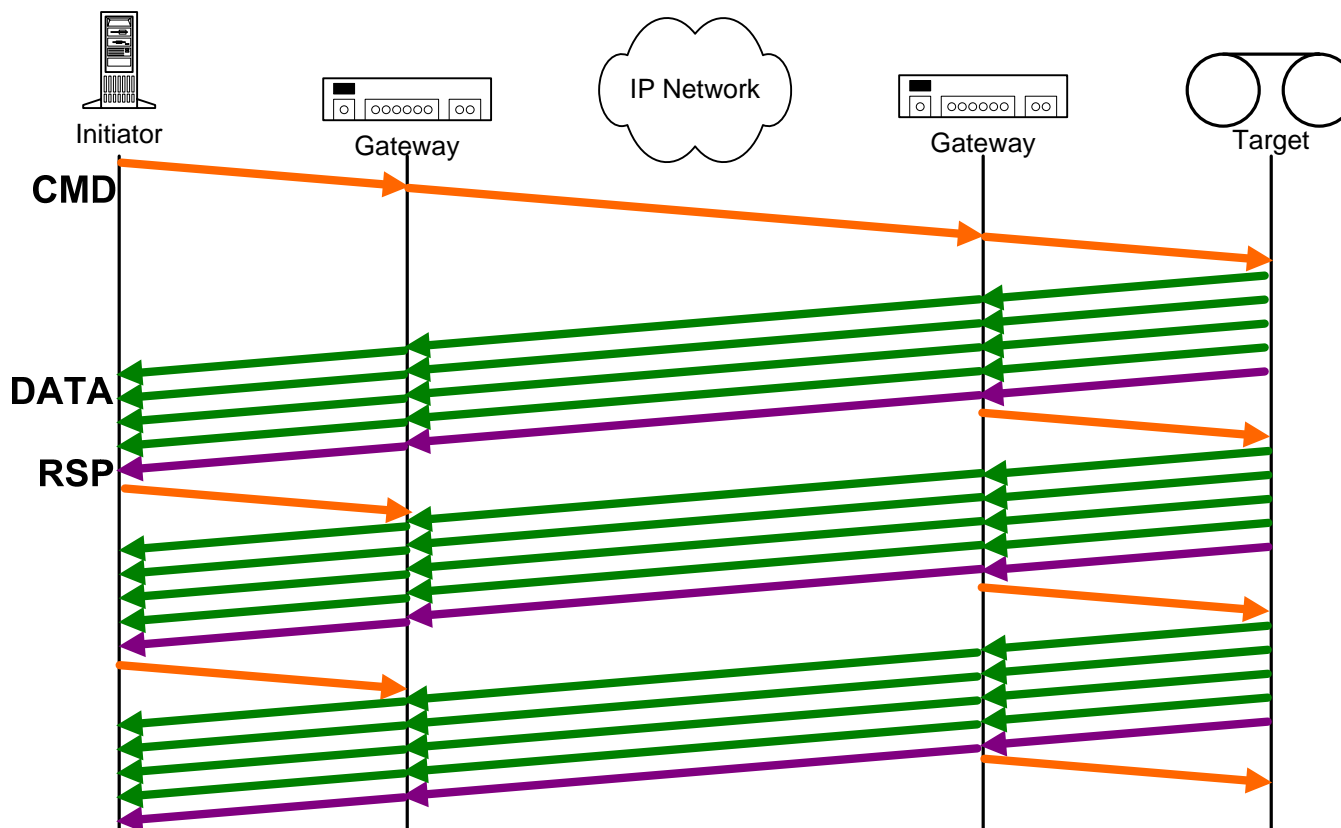 IP Network
Initiator
Gateway
Gateway
Target
CMD
DATA
RSP